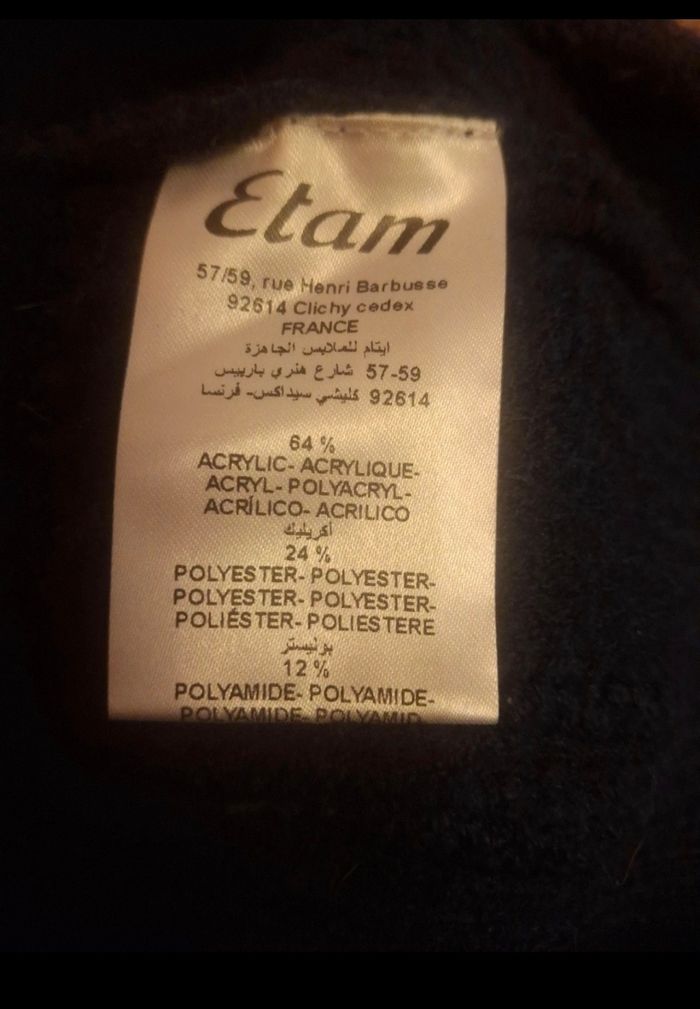 Etam
57/59, rue Henri Barbusse
92614 Clichy cedex
FRANCE
ايتام للملابس الجاهزة
57-59 شارع هنري باربيس
92614 كليشي سيداكس- فرنسا
64 %
ACRYLIC- ACRYLIQUE-
ACRYL- POLYACRYL-
ACRÍLICO- ACRILICO
أكريليك
24 %
POLYESTER- POLYESTER-
POLYESTER- POLYESTER-
POLIÉSTER- POLIESTERE
بوليستر
12 %
POLYAMIDE- POLYAMIDE-
POLYAMIDE- POLYAMID